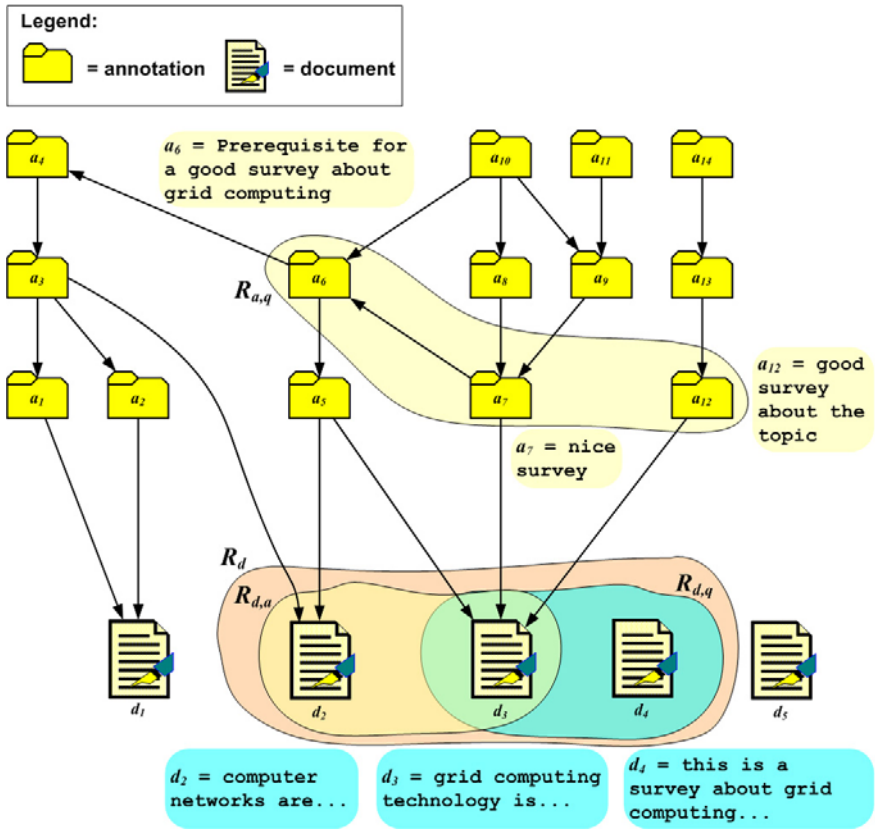 Legend:
= annotation
= document
a4
a6 = Prerequisite for
a good survey about
grid computing
a10
a11
a14
a3
Ra,q
a6
a8
a9
a13
a1
a2
a5
a7
a12
a12 = good
survey
about the
topic
a7 = nice
survey
Rd
Rd,a
Rd,q
d1
d2
d3
d4
d5
d2 = computer
networks are...
d3 = grid computing
technology is...
d4 = this is a
survey about grid
computing...